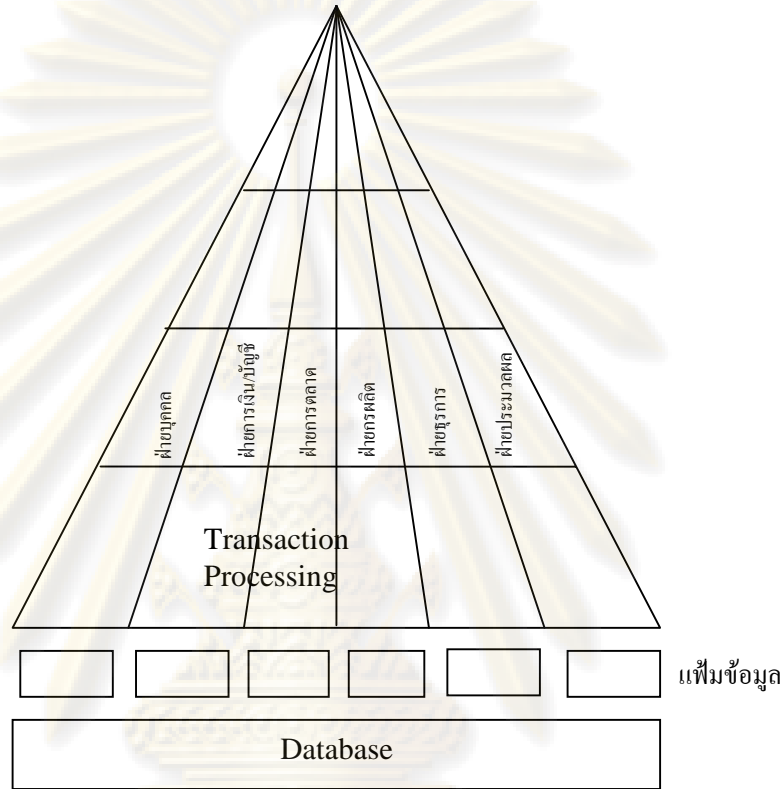 ฝ่ายบุคคล
ฝ่ายการเงิน/บัญชี
ฝ่ายการตลาด
ฝ่ายกรผลิต
ฝ่ายธุรการ
ฝ่ายประมวลผล
Transaction
Processing
แฟ้มข้อมูล
Database